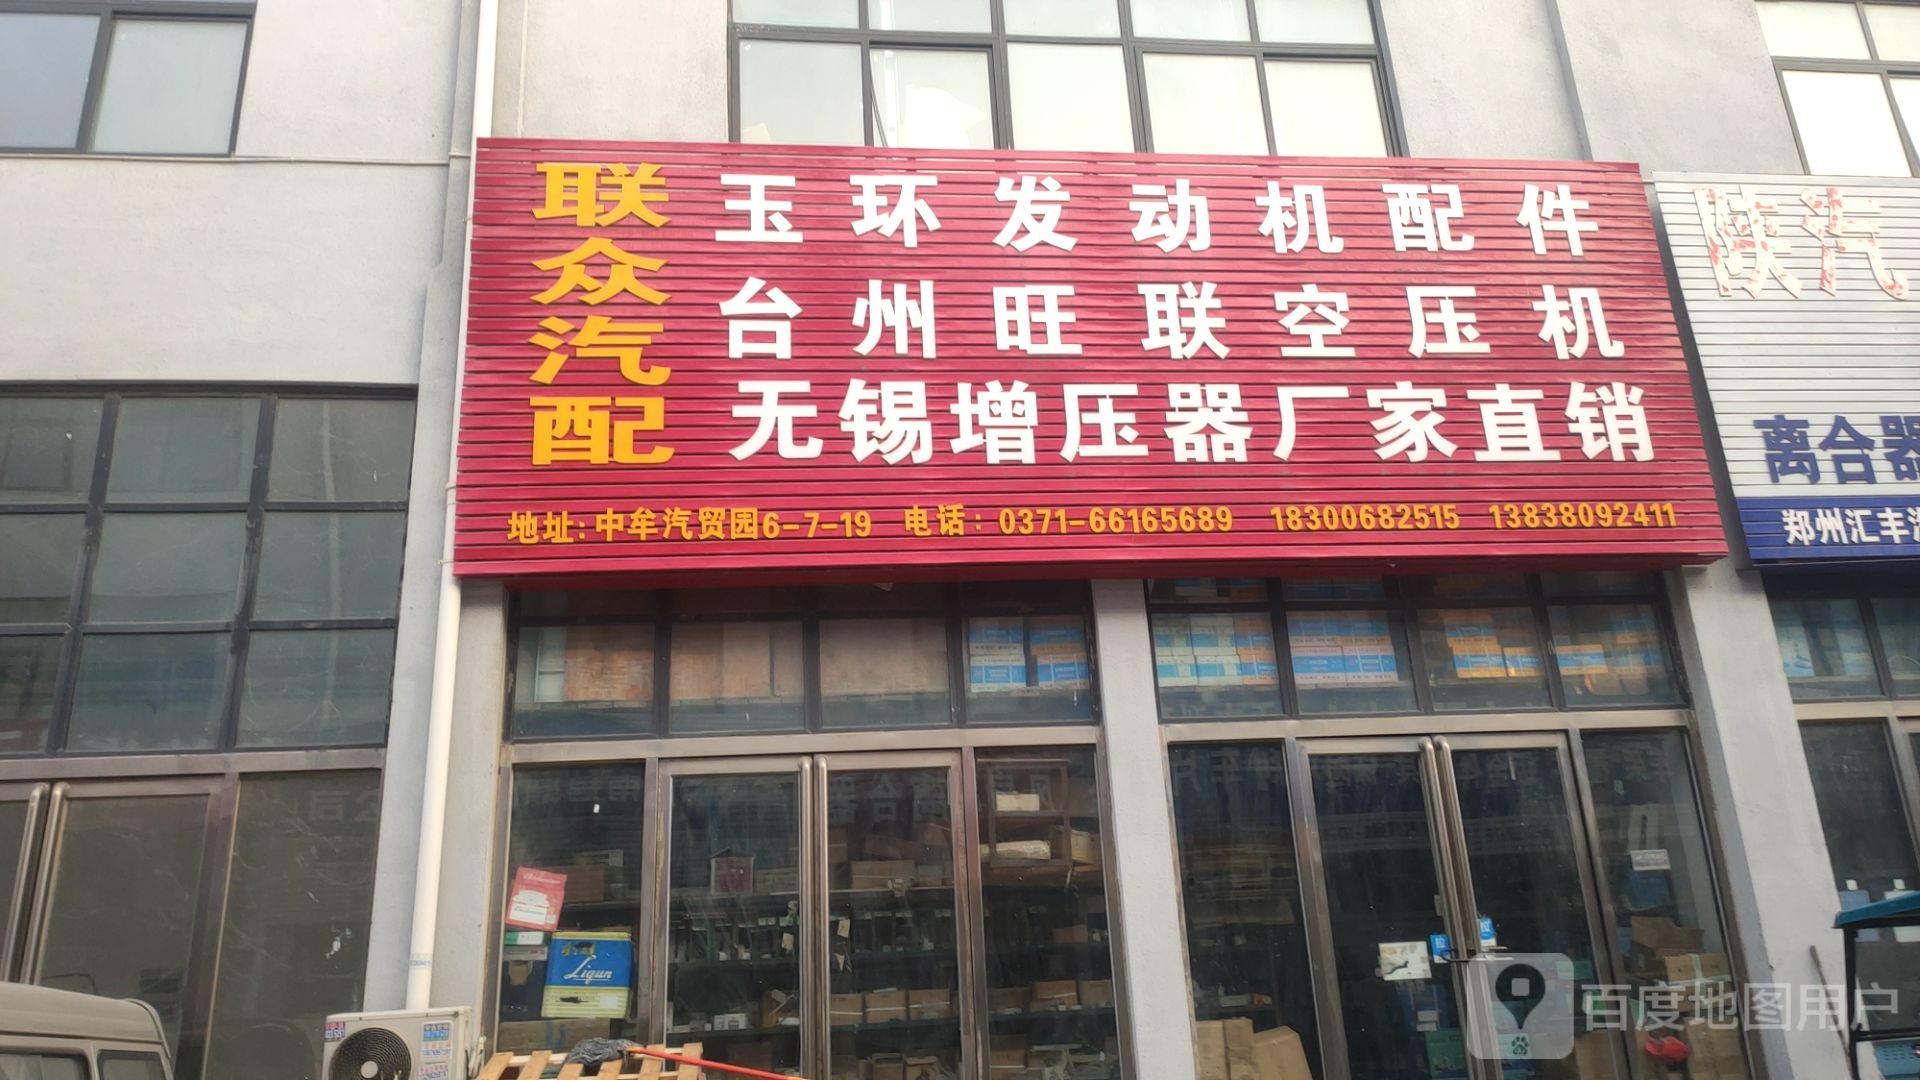 联众汽配
玉环发动机配件
台州旺联空压机
无锡增压器厂家直销
地址:中牟汽贸园6-7-19 电话:0371-66165689 18300682515 13838092411
陕汽
离合器
郑州汇丰
Liqun
百度地图用户